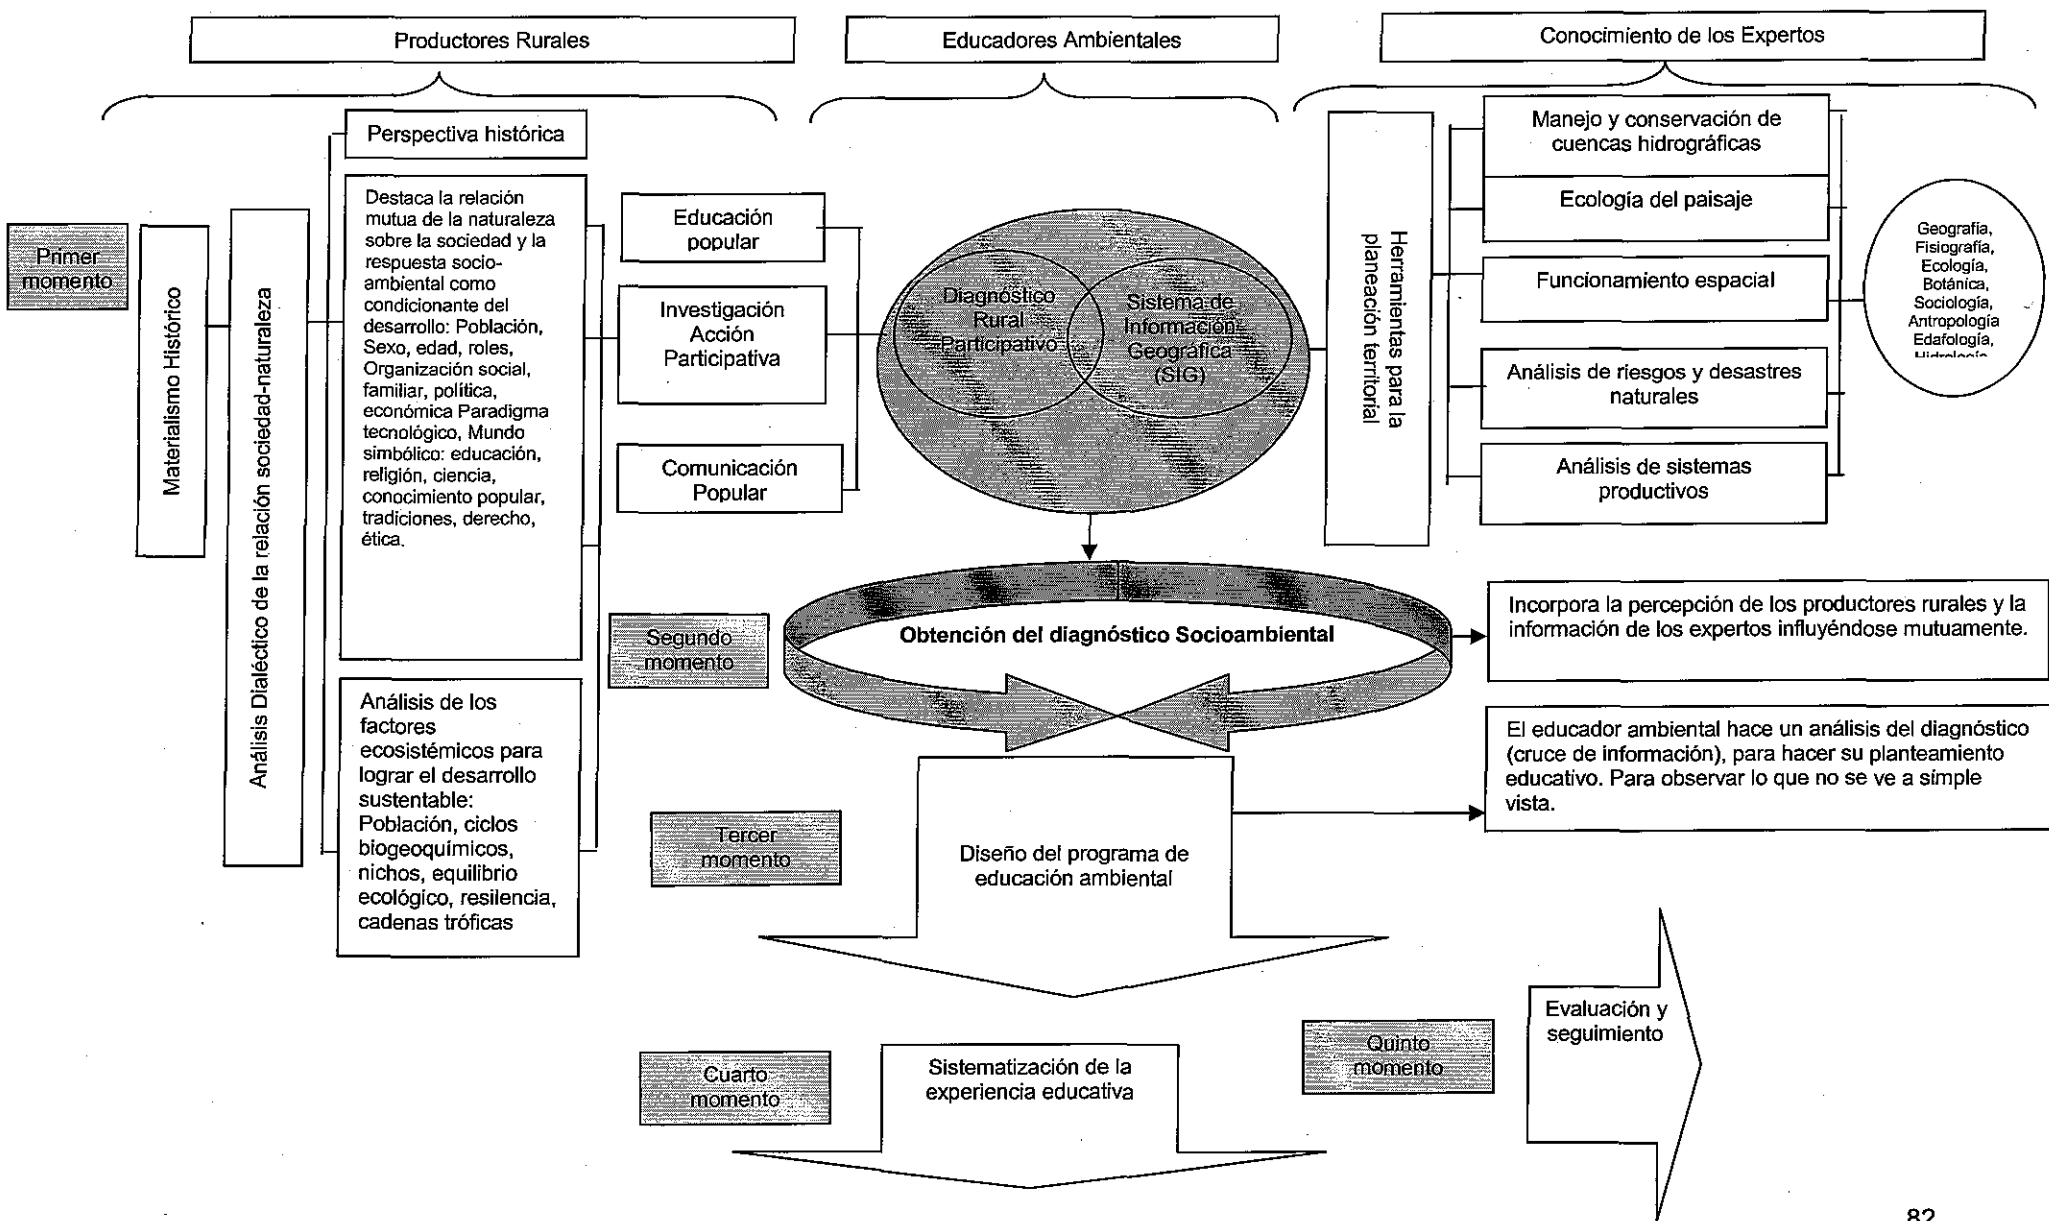 Productores Rurales
Educadores Ambientales
Conocimiento de los Expertos
Primer
momento
Materialismo Histórico
Análisis Dialéctico de la relación sociedad-naturaleza
Perspectiva histórica
Destaca la relación
mutua de la naturaleza
sobre la sociedad y la
respuesta socio-
ambiental como
condicionante del
desarrollo: Población,
Sexo, edad, roles,
Organización social,
familiar, política,
económica Paradigma
tecnológico, Mundo
simbólico: educación,
religión, ciencia,
conocimiento popular,
tradiciones, derecho,
ética.
Análisis de los
factores
ecosistémicos para
lograr el desarrollo
sustentable:
Población, ciclos
biogeoquímicos,
nichos, equilibrio
ecológico, resilencia,
cadenas tróficas
Educación
popular
Investigación
Acción
Participativa
Comunicación
Popular
Diagnóstico
Rural
Participativo
Sistema de
Información
Geográfica
(SIG)
Herramientas para la
planeación territorial
Manejo y conservación de
cuencas hidrográficas
Ecología del paisaje
Funcionamiento espacial
Análisis de riesgos y desastres
naturales
Análisis de sistemas
productivos
Geografía,
Fisiografía,
Ecología,
Botánica,
Sociología,
Antropología
Edafología,
Hidrología
Segundo
momento
Obtención del diagnóstico Socioambiental
Incorpora la percepción de los productores rurales y la
información de los expertos influyéndose mutuamente.
El educador ambiental hace un análisis del diagnóstico
(cruce de información), para hacer su planteamiento
educativo. Para observar lo que no se ve a simple
vista.
Tercer
momento
Diseño del programa de
educación ambiental
Cuarto
momento
Sistematización de la
experiencia educativa
Quinto
momento
Evaluación y
seguimiento
82